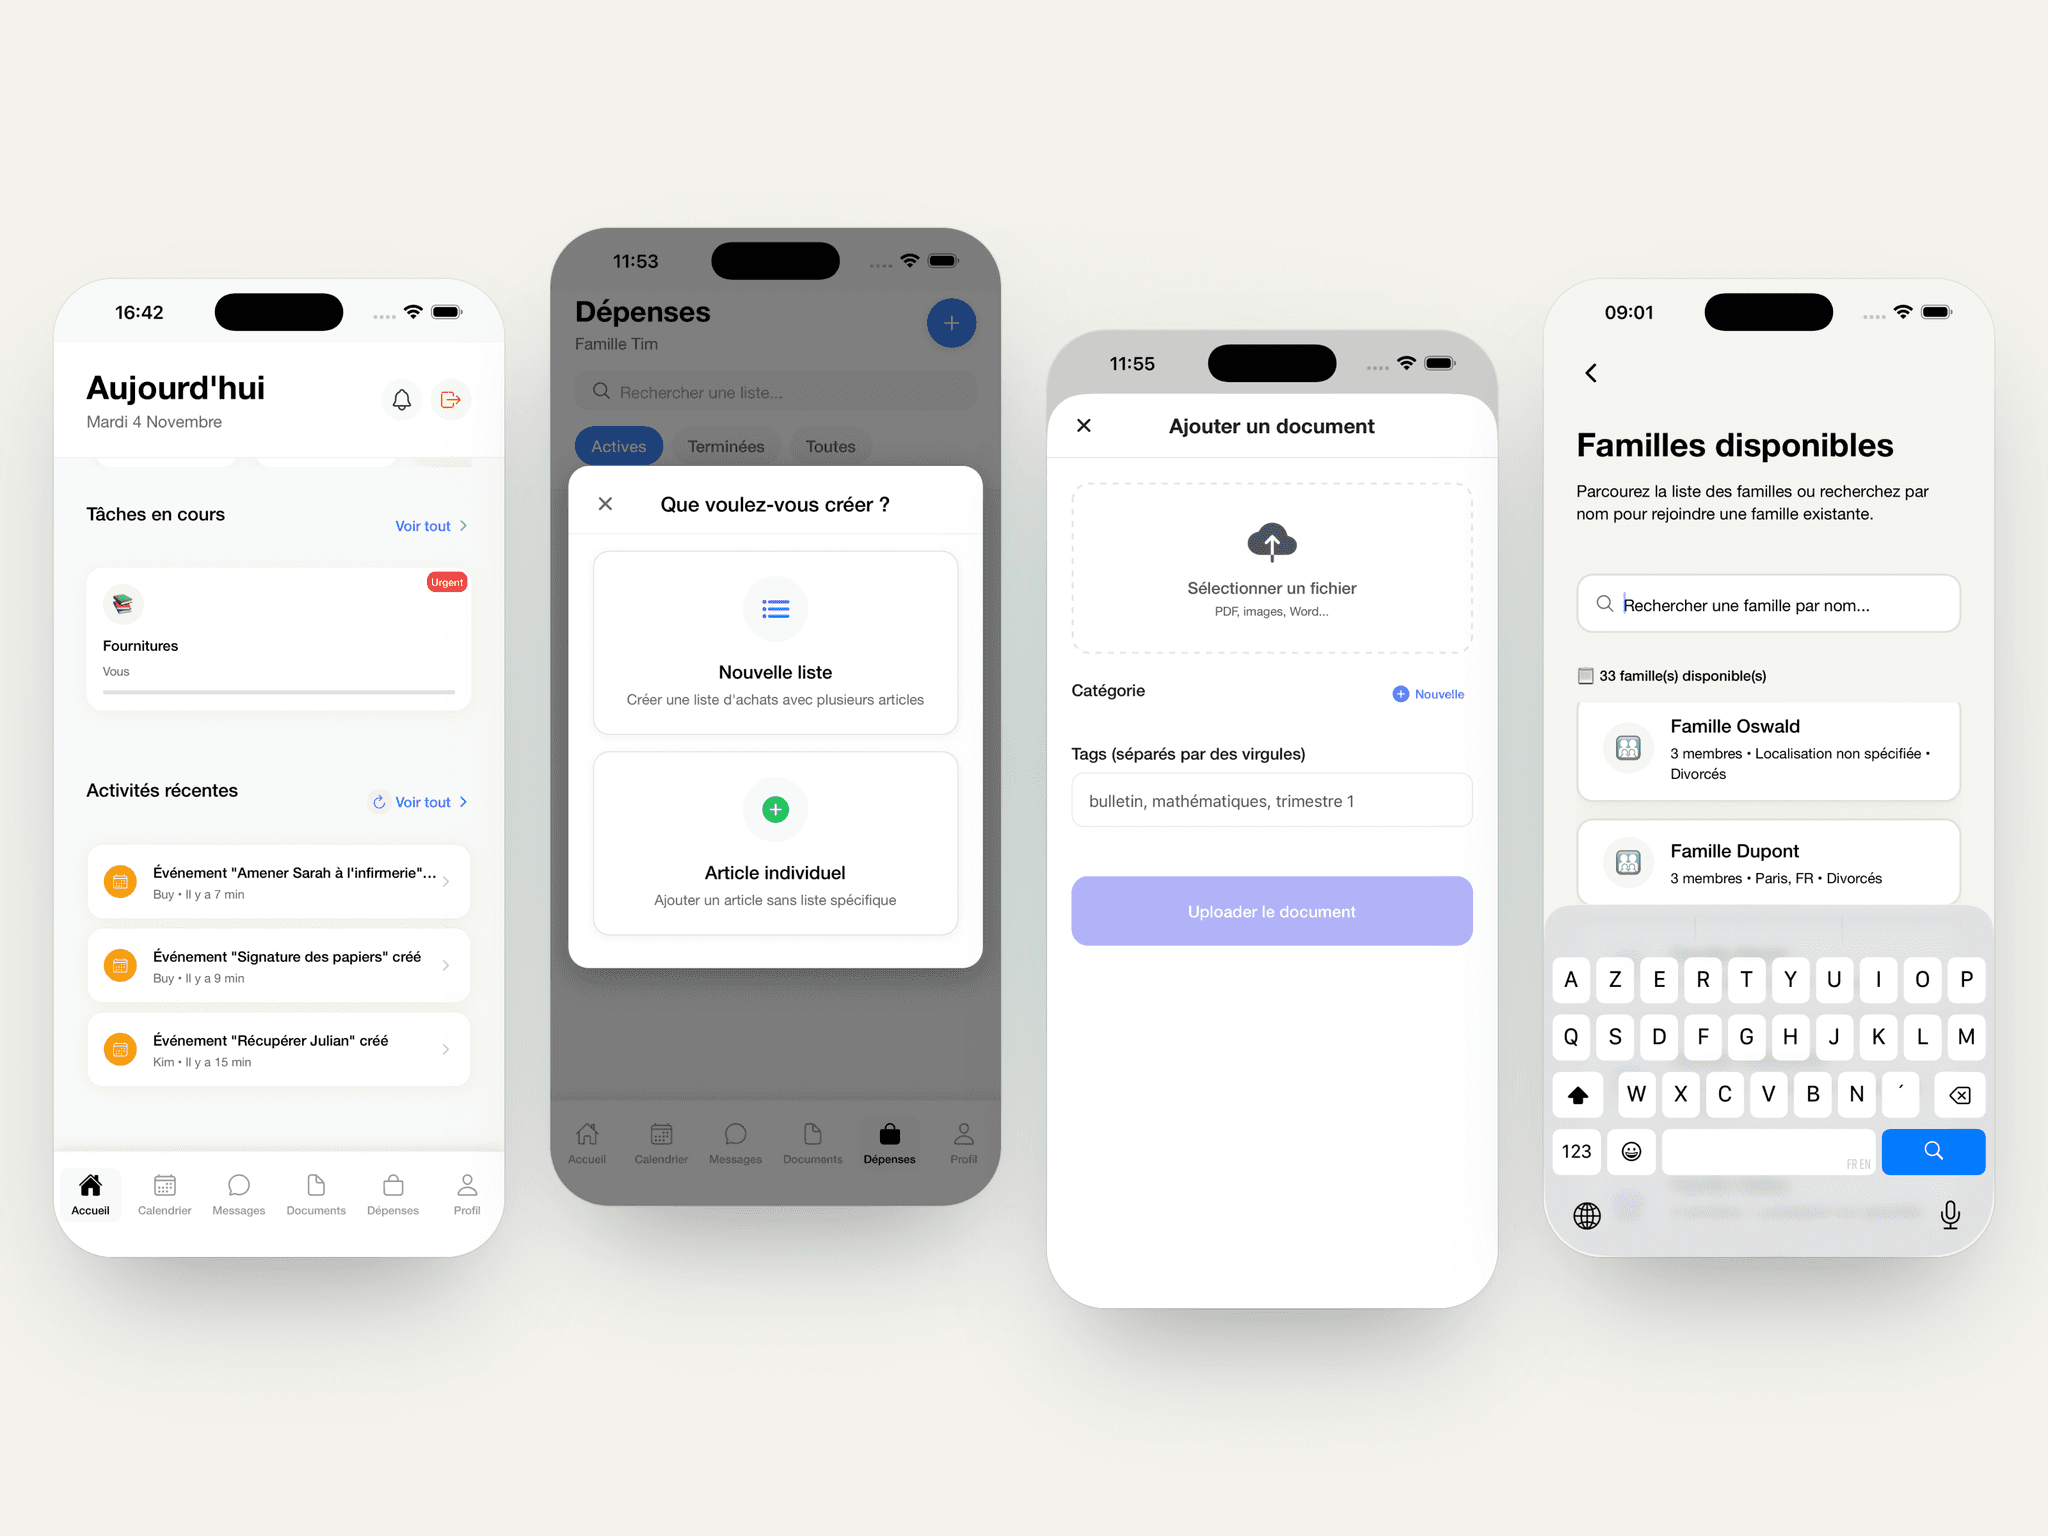 16:42
Aujourd'hui
Mardi 4 Novembre
Tâches en cours
Voir tout
Urgent
Fournitures
Vous
Activités récentes
Voir tout
Événement "Amener Sarah à l'infirmerie"...
Buy • Il y a 7 min
Événement "Signature des papiers" créé
Buy • Il y a 9 min
Événement "Récupérer Julian" créé
Kim • Il y a 15 min
Accueil
Calendrier
Messages
Documents
Dépenses
Profil
11:53
Dépenses
Famille Tim
Rechercher une liste...
Actives
Terminées
Toutes
Que voulez-vous créer ?
Nouvelle liste
Créer une liste d'achats avec plusieurs articles
Article individuel
Ajouter un article sans liste spécifique
Accueil
Calendrier
Messages
Documents
Dépenses
Profil
11:55
Ajouter un document
Sélectionner un fichier
PDF, images, Word...
Catégorie
Nouvelle
Tags (séparés par des virgules)
bulletin, mathématiques, trimestre 1
Uploader le document
09:01
Familles disponibles
Parcourez la liste des familles ou recherchez par
nom pour rejoindre une famille existante.
Rechercher une famille par nom...
33 famille(s) disponible(s)
Famille Oswald
3 membres • Localisation non spécifiée •
Divorcés
Famille Dupont
3 membres • Paris, FR • Divorcés
A Z E R T Y U I O P
Q S D F G H J K L M
W X C V B N ´
123
FR EN